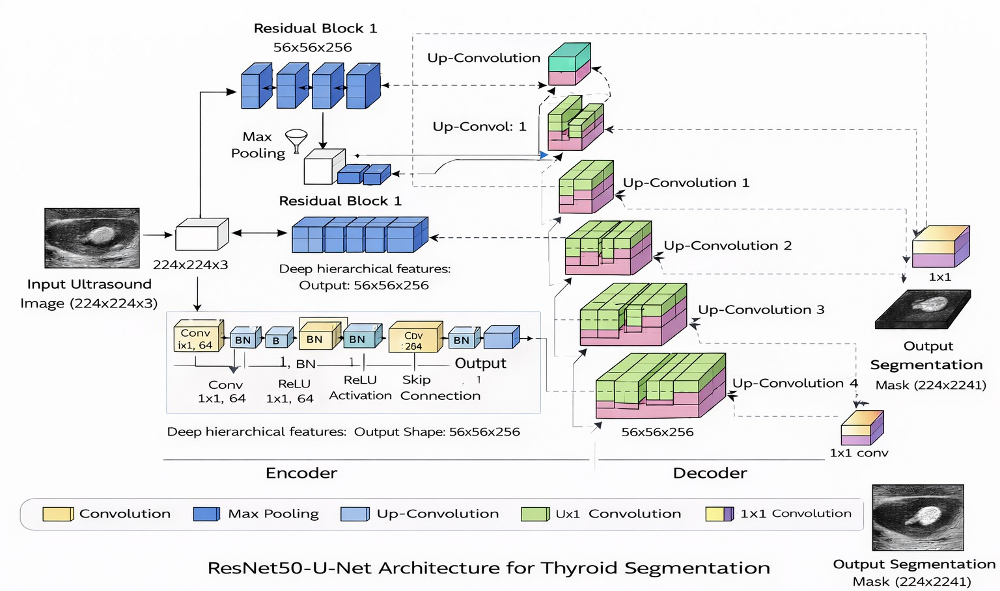 Residual Block 1
56x56x256
Up-Convolution
Max
Pooling
Up-Convol: 1
Residual Block 1
Up-Convolution 1
224x224x3
Input Ultrasound
Image (224x224x3)
Deep hierarchical features:
Output: 56x56x256
Up-Convolution 2
1x1
Up-Convolution 3
Output
Segmentation
Mask (224x2241)
Conv
ix1, 64
BN
B
BN
BN
Cɒv
:284
BN
1, BN
1
Output
Conv
1x1, 64
ReLU
1x1, 64
ReLU
Activation
Skip
Connection
1
Up-Convolution 4
56x56x256
1x1 conv
Deep hierarchical features: Output Shape: 56x56x256
Encoder
Decoder
Convolution
Max Pooling
Up-Convolution
Ux1 Convolution
1x1 Convolution
ResNet50-U-Net Architecture for Thyroid Segmentation
Output Segmentation
Mask (224x2241)